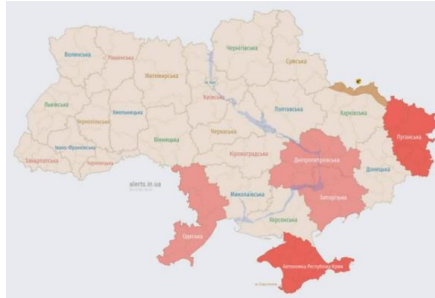 Чернігівська
Волинська
Рівненська
Сумська
Житомирська
Київська
Львівська
Полтавська
Харківська
Хмельницька
Луганська
Тернопільська
Черкаська
Вінницька
Івано-Франківська
Кіровоградська
Дніпропетровська
Донецька
Закарпатська
Чернівецька
alerts.in.ua
Миколаївська
Запорізька
Херсонська
Одеська
Автономна Республіка Крим